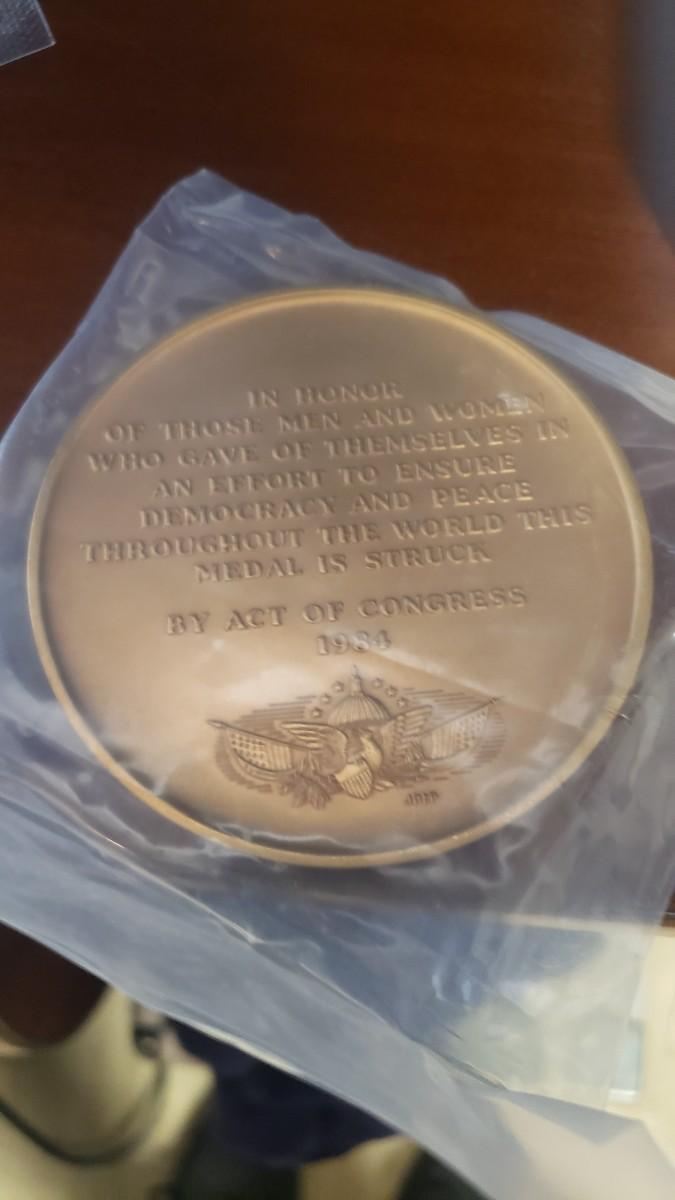 IN HONOR
OF THOSE MEN AND WOMEN
WHO GAVE OF THEMSELVES IN
AN EFFORT TO ENSURE
DEMOCRACY AND PEACE
THROUGHOUT THE WORLD THIS
MEDAL IS STRUCK
BY ACT OF CONGRESS
1984